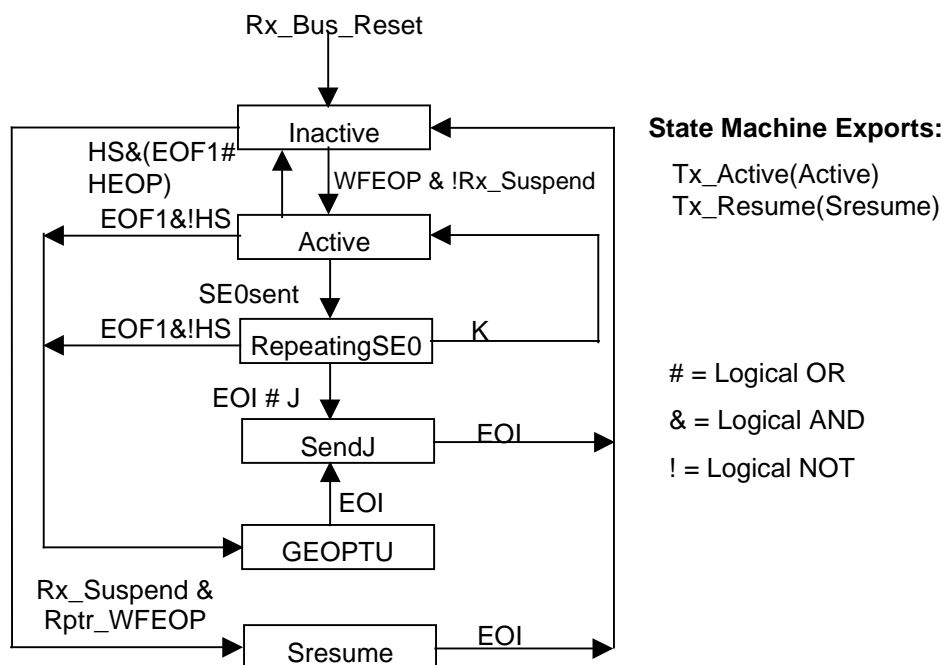 Rx_Bus_Reset
Inactive
State Machine Exports:
HS&(EOF1#
HEOP)
WFEOP & !Rx_Suspend
Tx_Active(Active)
Tx_Resume(Sresume)
EOF1&!HS
Active
SE0sent
EOF1&!HS
RepeatingSE0
K
# = Logical OR
EOI # J
& = Logical AND
SendJ
EOI
! = Logical NOT
EOI
GEOPTU
Rx_Suspend &
Rptr_WFEOP
Sresume
EOI